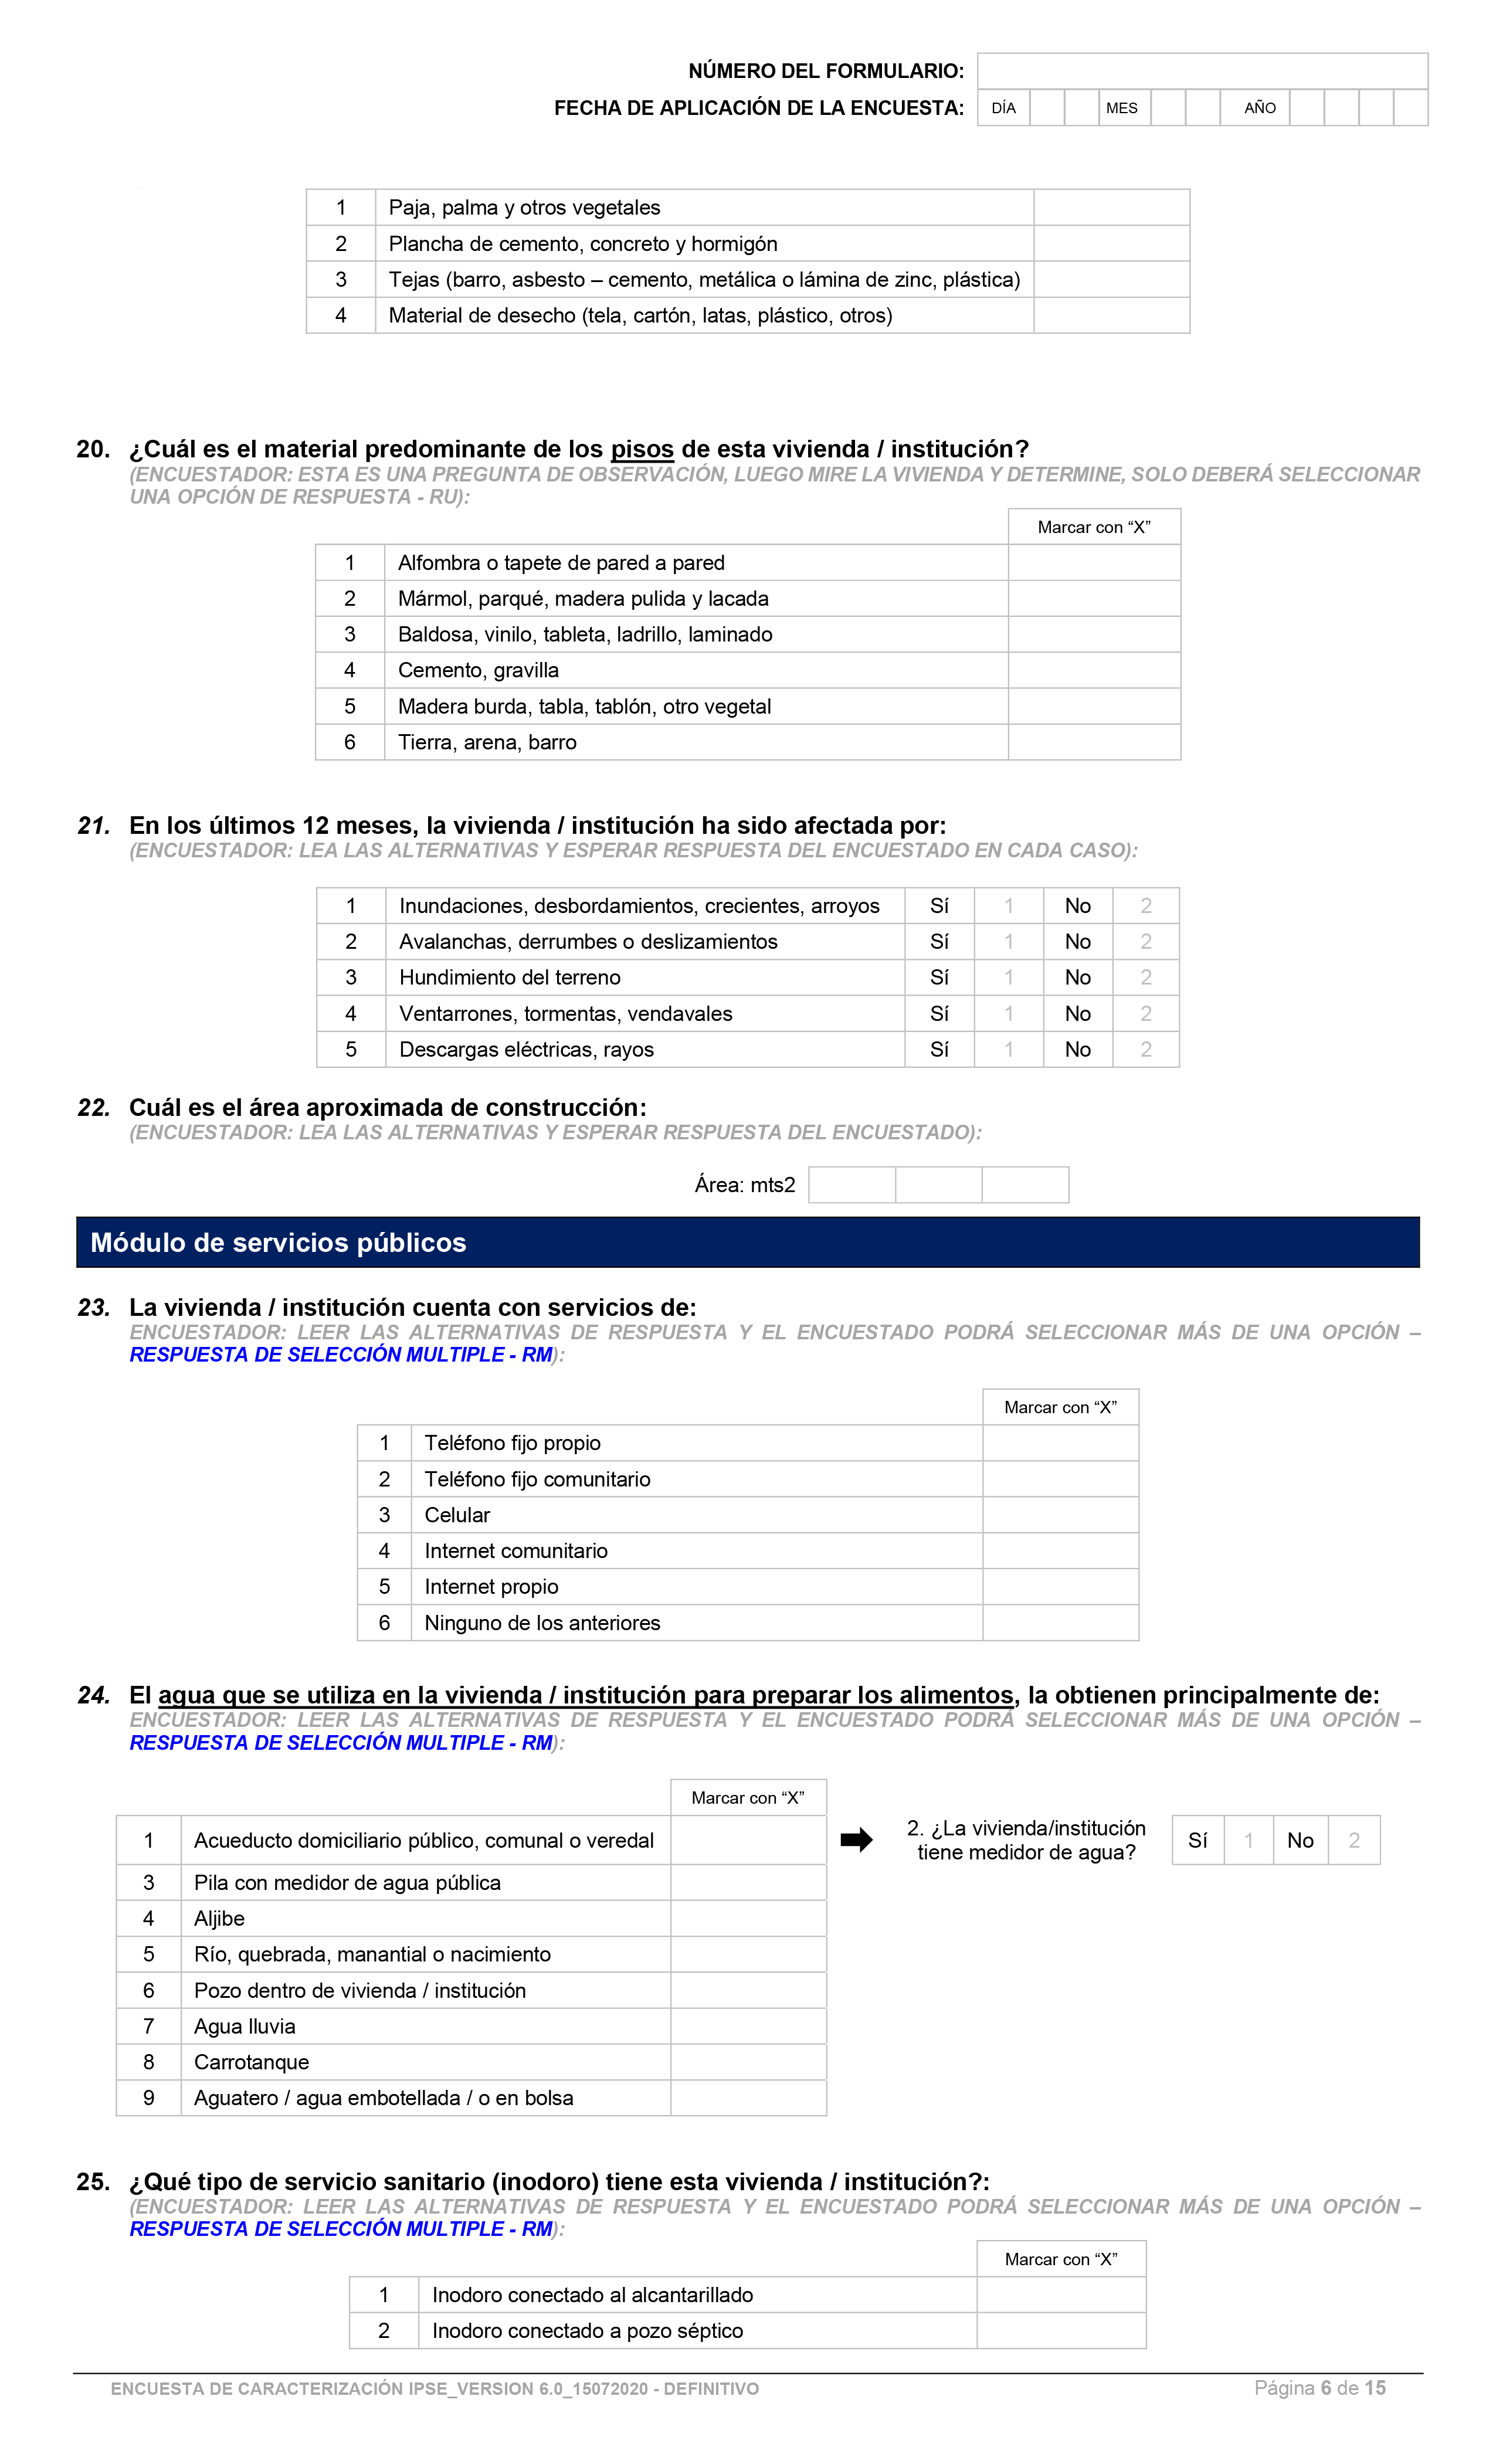 NÚMERO DEL FORMULARIO:
FECHA DE APLICACIÓN DE LA ENCUESTA: DÍA MES AÑO
1 Paja, palma y otros vegetales
2 Plancha de cemento, concreto y hormigón
3 Tejas (barro, asbesto – cemento, metálica o lámina de zinc, plástica)
4 Material de desecho (tela, cartón, latas, plástico, otros)
20. ¿Cuál es el material predominante de los pisos de esta vivienda / institución?
(ENCUESTADOR: ESTA ES UNA PREGUNTA DE OBSERVACIÓN, LUEGO MIRE LA VIVIENDA Y DETERMINE, SOLO DEBERÁ SELECCIONAR
UNA OPCIÓN DE RESPUESTA - RU):
Marcar con “X”
1 Alfombra o tapete de pared a pared
2 Mármol, parqué, madera pulida y lacada
3 Baldosa, vinilo, tableta, ladrillo, laminado
4 Cemento, gravilla
5 Madera burda, tabla, tablón, otro vegetal
6 Tierra, arena, barro
21. En los últimos 12 meses, la vivienda / institución ha sido afectada por:
(ENCUESTADOR: LEA LAS ALTERNATIVAS Y ESPERAR RESPUESTA DEL ENCUESTADO EN CADA CASO):
1 Inundaciones, desbordamientos, crecientes, arroyos Sí 1 No 2
2 Avalanchas, derrumbes o deslizamientos Sí 1 No 2
3 Hundimiento del terreno Sí 1 No 2
4 Ventarrones, tormentas, vendavales Sí 1 No 2
5 Descargas eléctricas, rayos Sí 1 No 2
22. Cuál es el área aproximada de construcción:
(ENCUESTADOR: LEA LAS ALTERNATIVAS Y ESPERAR RESPUESTA DEL ENCUESTADO):
Área: mts2
Módulo de servicios públicos
23. La vivienda / institución cuenta con servicios de:
ENCUESTADOR: LEER LAS ALTERNATIVAS DE RESPUESTA Y EL ENCUESTADO PODRÁ SELECCIONAR MÁS DE UNA OPCIÓN –
RESPUESTA DE SELECCIÓN MULTIPLE - RM):
Marcar con “X”
1 Teléfono fijo propio
2 Teléfono fijo comunitario
3 Celular
4 Internet comunitario
5 Internet propio
6 Ninguno de los anteriores
24. El agua que se utiliza en la vivienda / institución para preparar los alimentos, la obtienen principalmente de:
ENCUESTADOR: LEER LAS ALTERNATIVAS DE RESPUESTA Y EL ENCUESTADO PODRÁ SELECCIONAR MÁS DE UNA OPCIÓN –
RESPUESTA DE SELECCIÓN MULTIPLE - RM):
Marcar con “X”
1 Acueducto domiciliario público, comunal o veredal
2. ¿La vivienda/institución
tiene medidor de agua? Sí 1 No 2
3 Pila con medidor de agua pública
4 Aljibe
5 Río, quebrada, manantial o nacimiento
6 Pozo dentro de vivienda / institución
7 Agua lluvia
8 Carrotanque
9 Aguatero / agua embotellada / o en bolsa
25. ¿Qué tipo de servicio sanitario (inodoro) tiene esta vivienda / institución?:
(ENCUESTADOR: LEER LAS ALTERNATIVAS DE RESPUESTA Y EL ENCUESTADO PODRÁ SELECCIONAR MÁS DE UNA OPCIÓN –
RESPUESTA DE SELECCIÓN MULTIPLE - RM):
Marcar con “X”
1 Inodoro conectado al alcantarillado
2 Inodoro conectado a pozo séptico
ENCUESTA DE CARACTERIZACIÓN IPSE_VERSION 6.0_15072020 - DEFINITIVO
Página 6 de 15